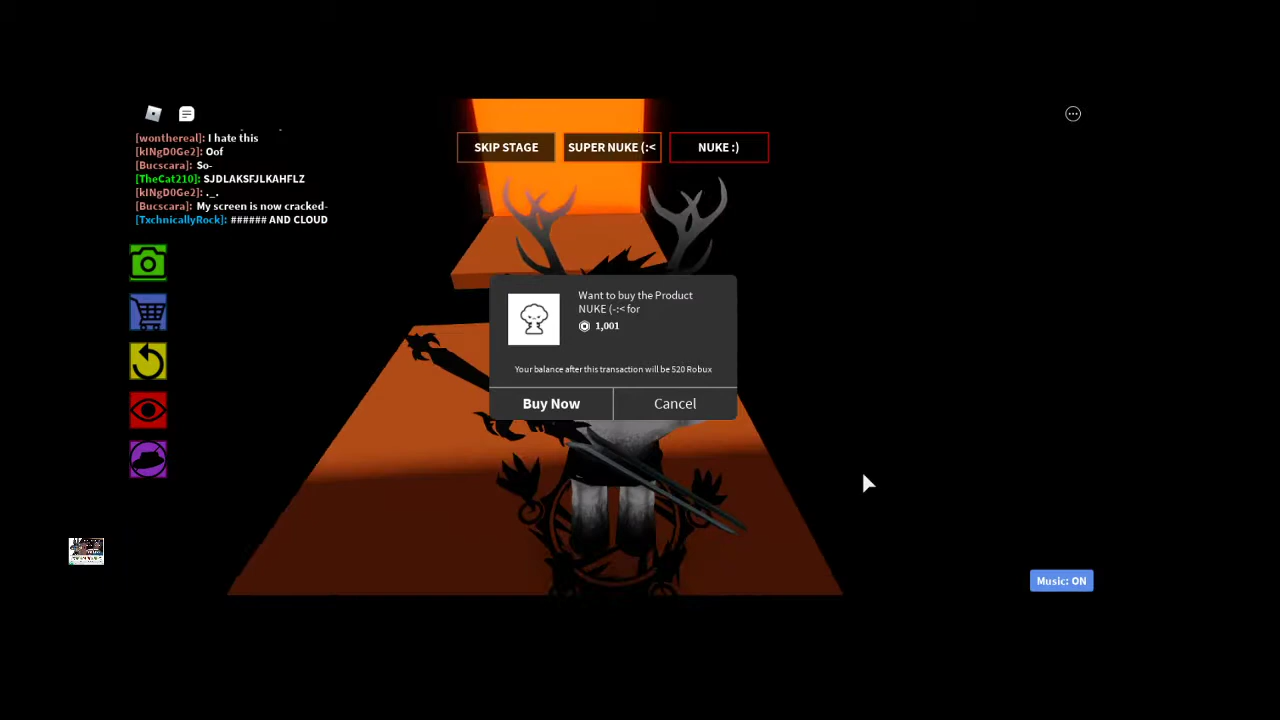 [wonthereal]: I hate this
[kINgD0Ge2]: Oof
[Bucscara]: So-
[TheCat210]: SJDLAKSFJLKAHFLZ
[kINgD0Ge2]: ._.
[Bucscara]: My screen is now cracked-
[TxchnicallyRock]: ###### AND CLOUD
SKIP STAGE
SUPER NUKE (:<
NUKE :)
Want to buy the Product
NUKE (-:< for
1,001
Your balance after this transaction will be 520 Robux
Buy Now
Cancel
Music: ON